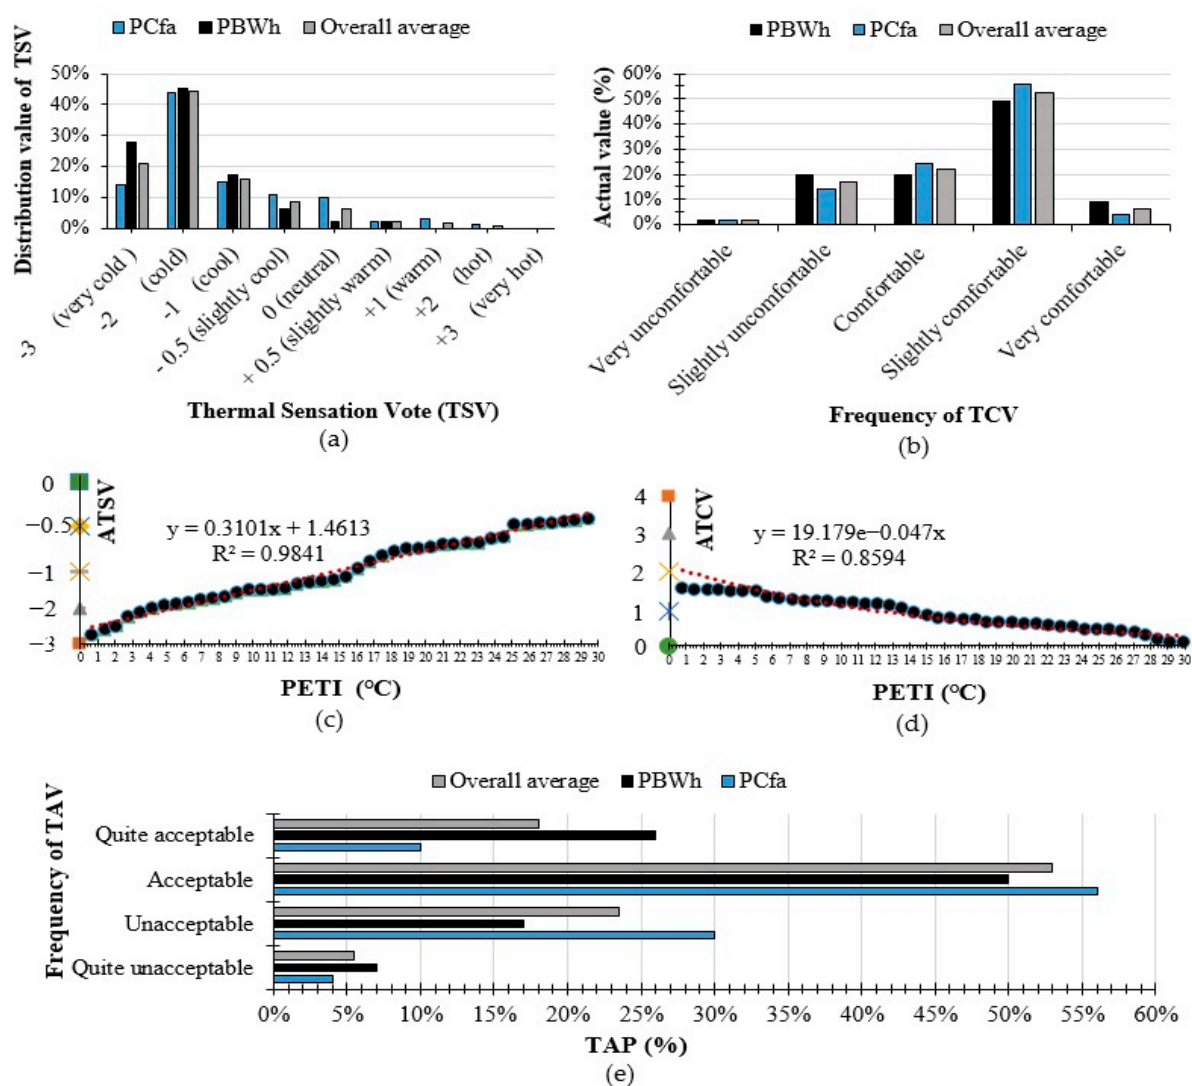 PCfa PBWh Overall average
Distribution value of TSV
50%
40%
30%
20%
10%
0%
-3 (very cold )
-2 (cold)
-1 (cool)
- 0.5 (slightly cool)
0 (neutral)
+ 0.5 (slightly warm)
+1 (warm)
+2 (hot)
+3 (very hot)
Thermal Sensation Vote (TSV)
(a)
PBWh PCfa Overall average
Actual value (%)
60%
50%
40%
30%
20%
10%
0%
Very uncomfortable
Slightly uncomfortable
Comfortable
Slightly comfortable
Very comfortable
Frequency of TCV
(b)
0
−0.5
−1
−2
−3
ATSV
y = 0.3101x + 1.4613
R² = 0.9841
0 1 2 3 4 5 6 7 8 9 10 11 12 13 14 15 16 17 18 19 20 21 22 23 24 25 26 27 28 29 30
PETI (°C)
(c)
4
3
2
1
0
ATCV
y = 19.179e−0.047x
R² = 0.8594
0 1 2 3 4 5 6 7 8 9 10 11 12 13 14 15 16 17 18 19 20 21 22 23 24 25 26 27 28 29 30
PETI (°C)
(d)
Overall average PBWh PCfa
Frequency of TAV
Quite acceptable
Acceptable
Unacceptable
Quite unacceptable
0% 5% 10% 15% 20% 25% 30% 35% 40% 45% 50% 55% 60%
TAP (%)
(e)